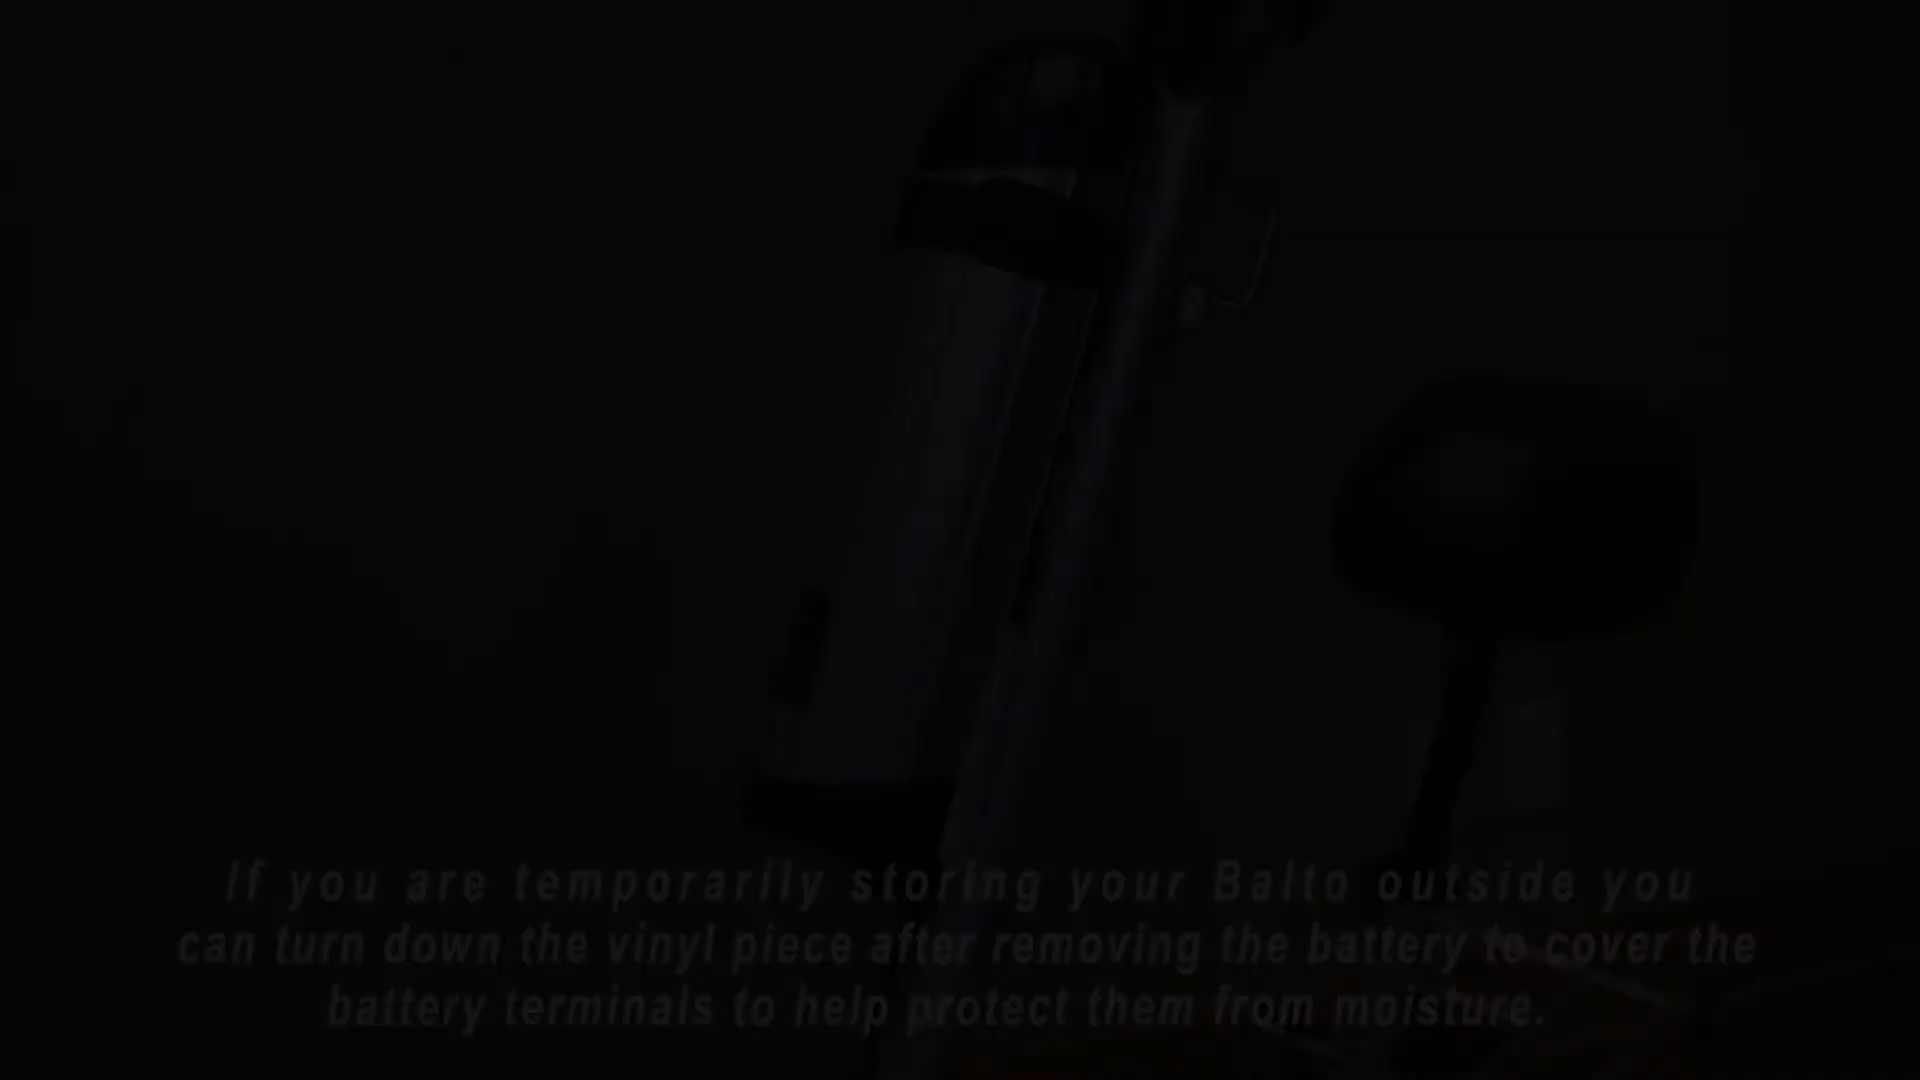 If you are temporarily storing your Balto outside you
can turn down the vinyl piece after removing the battery to cover the
battery terminals to help protect them from moisture.